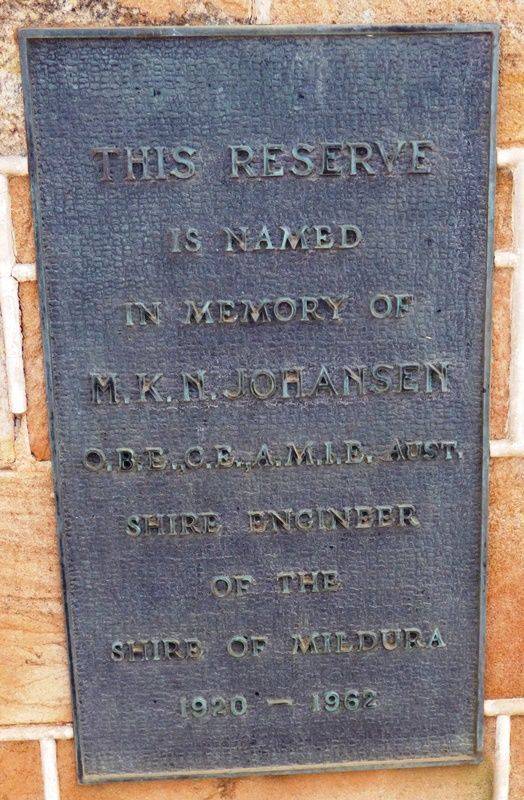 THIS RESERVE
IS NAMED
IN MEMORY OF
M.K.N. JOHANSEN
O.B.E., C.E., A.M.I.E. AUST.
SHIRE ENGINEER
OF THE
SHIRE OF MILDURA
1920 - 1962